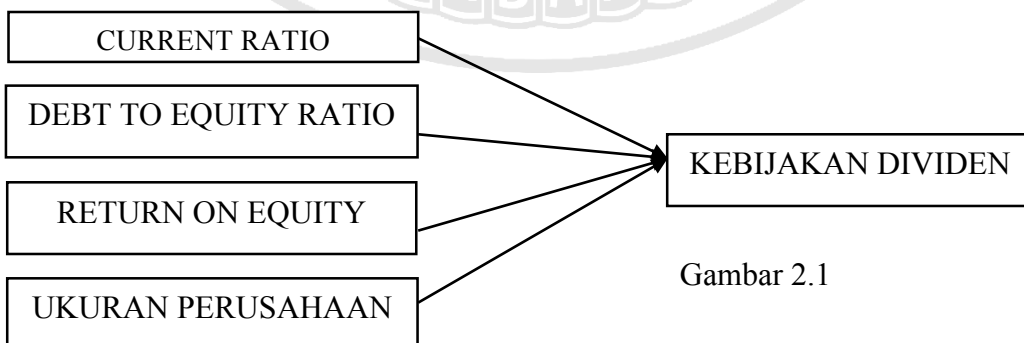 CURRENT RATIO
DEBT TO EQUITY RATIO
RETURN ON EQUITY
UKURAN PERUSAHAAN
KEBIJAKAN DIVIDEN
Gambar 2.1